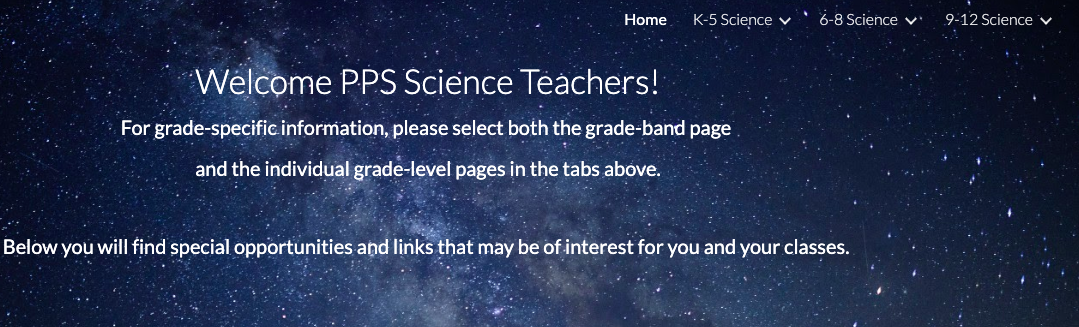 Home K-5 Science 6-8 Science 9-12 Science
Welcome PPS Science Teachers!
For grade-specific information, please select both the grade-band page
and the individual grade-level pages in the tabs above.
Below you will find special opportunities and links that may be of interest for you and your classes.